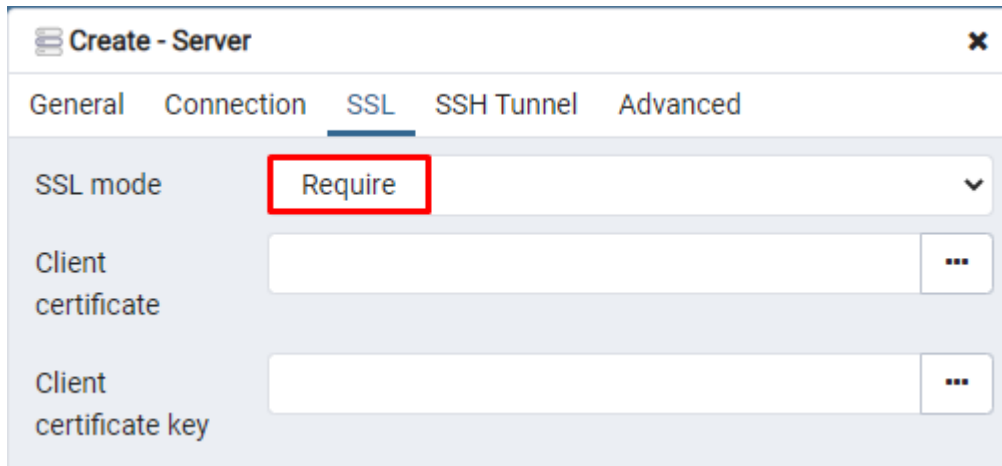 Create - Server
General Connection SSL SSH Tunnel Advanced
SSL mode Require
Client
certificate
Client
certificate key